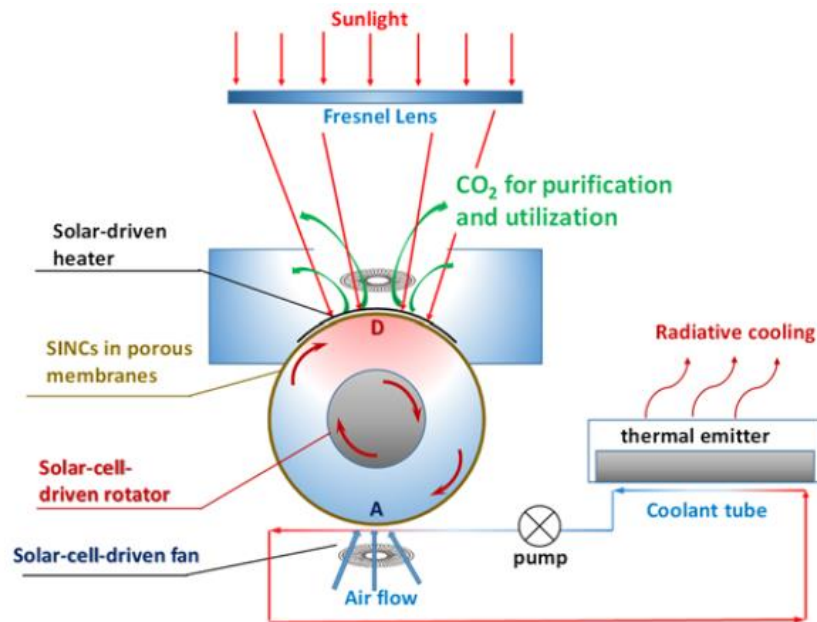 Sunlight
Fresnel Lens
CO₂ for purification
and utilization
Solar-driven
heater
D
SINCs in porous
membranes
Radiative cooling
thermal emitter
Solar-cell-
driven rotator
A
Coolant tube
Solar-cell-driven fan
pump
Air flow